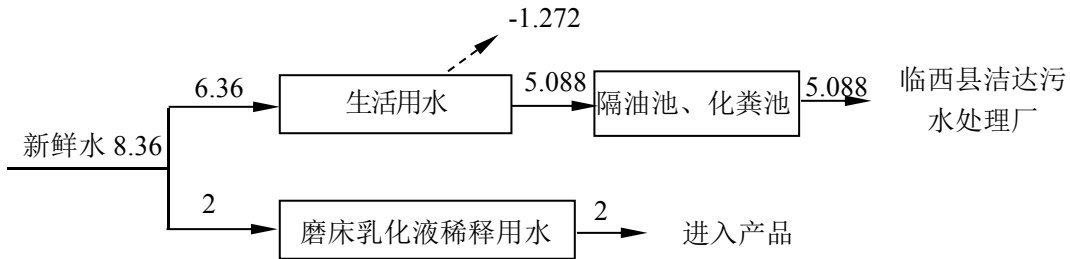 -1.272
6.36
生活用水
5.088
隔油池、化粪池
5.088
临西县洁达污
水处理厂
新鲜水 8.36
2
磨床乳化液稀释用水
2
进入产品